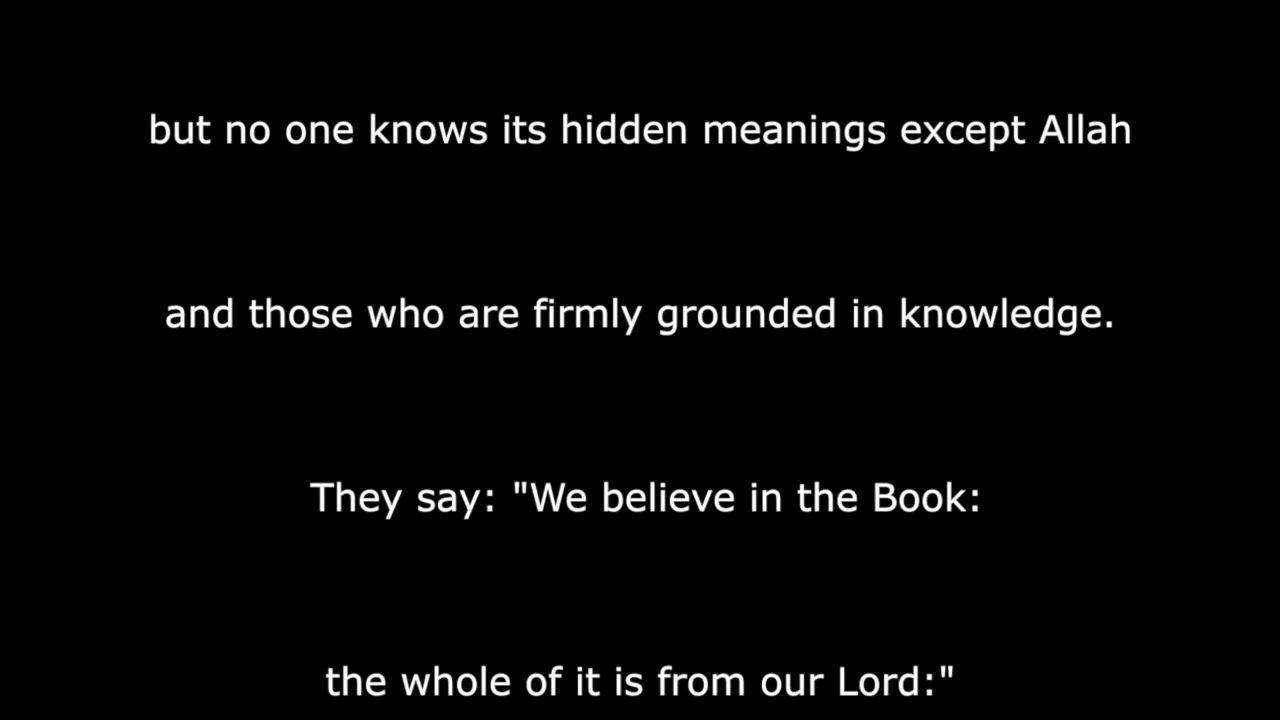 but no one knows its hidden meanings except Allah
and those who are firmly grounded in knowledge.
They say: "We believe in the Book:
the whole of it is from our Lord:"